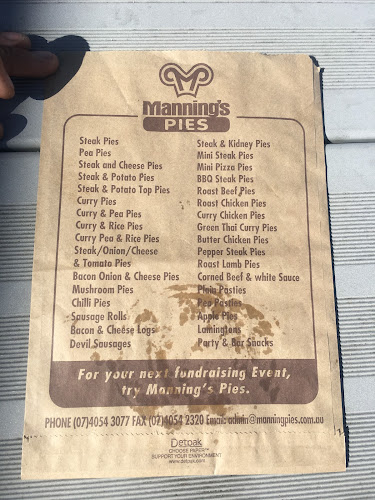 Manning's
PIES
Steak Pies
Pea Pies
Steak and Cheese Pies
Steak & Potato Pies
Steak & Potato Top Pies
Curry Pies
Curry & Pea Pies
Curry & Rice Pies
Curry Pea & Rice Pies
Steak/Onion/Cheese
& Tomato Pies
Bacon Onion & Cheese Pies
Mushroom Pies
Chilli Pies
Sausage Rolls
Bacon & Cheese Logs
Devil Sausages
Steak & Kidney Pies
Mini Steak Pies
Mini Pizza Pies
BBQ Steak Pies
Roast Beef Pies
Roast Chicken Pies
Curry Chicken Pies
Green Thai Curry Pies
Butter Chicken Pies
Pepper Steak Pies
Roast Lamb Pies
Corned Beef & white Sauce
Plain Pasties
Pea Pasties
Apple Pies
Lamingtons
Party & Bar Snacks
For your next fundraising Event,
try Manning's Pies.
PHONE (07)4054 3077 FAX (07)4054 2320 Email: admin@manningpies.com.au
Detpak
CHOOSE PAPER™
SUPPORT YOUR ENVIRONMENT
www.detpak.com